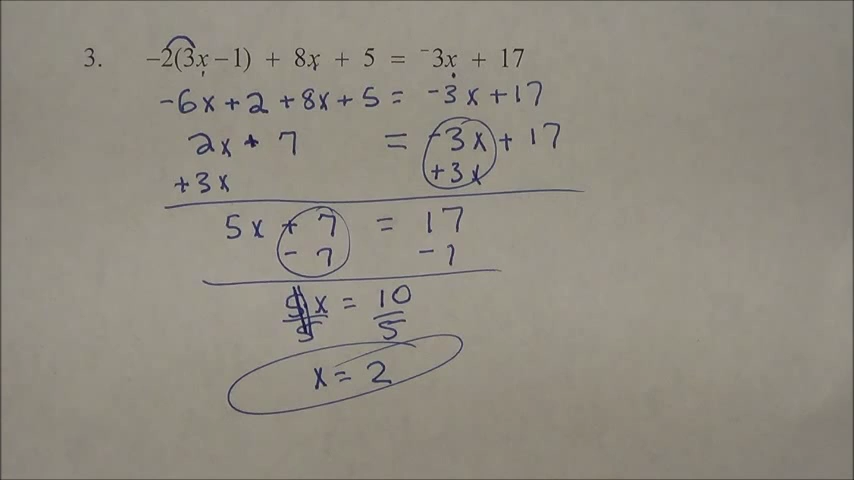 3. −2(3x − 1) + 8x + 5 = ⁻3x + 17
-6x + 2 + 8x + 5 = -3x + 17
2x + 7 = -3x + 17
+3x +3x
5x + 7 = 17
- 7 - 7
5x = 10
5 5
x = 2